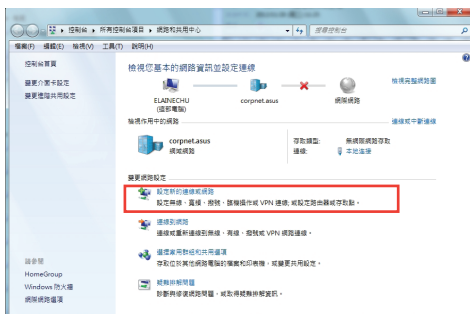 控制台 ▸ 所有控制台項目 ▸ 網路和共用中心
搜尋控制台
檔案(F) 編輯(E) 檢視(V) 工具(T) 說明(H)
控制台首頁
變更介面卡設定
變更進階共用設定
檢視您基本的網路資訊並設定連線
檢視完整網路圖
ELAINECHU
(這部電腦)
corpnet.asus
網際網路
檢視作用中的網路
連線或中斷連線
corpnet.asus
網域網路
存取類型: 無網際網路存取
連線: 本地連接
變更網路設定
設定新的連線或網路
設定無線、寬頻、撥號、臨機操作或 VPN 連線; 或設定路由器或存取點。
連線到網路
連線或重新連線到無線、有線、撥號或 VPN 網路連線。
選擇家用群組和共用選項
存取位於其他網路電腦的檔案和印表機，或變更共用設定。
疑難排解問題
診斷與修復網路問題，或取得疑難排解資訊。
請參閱
HomeGroup
Windows 防火牆
網際網路選項